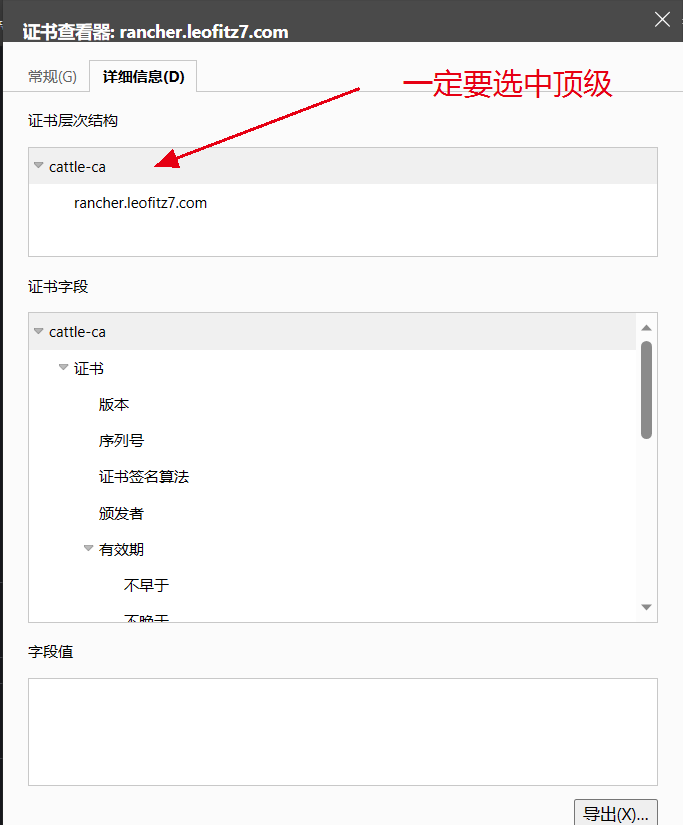 证书查看器: rancher.leofitz7.com
常规(G)
详细信息(D)
一定要选中顶级
证书层次结构
cattle-ca
rancher.leofitz7.com
证书字段
cattle-ca
证书
版本
序列号
证书签名算法
颁发者
有效期
不早于
不晚于
字段值
导出(X)...